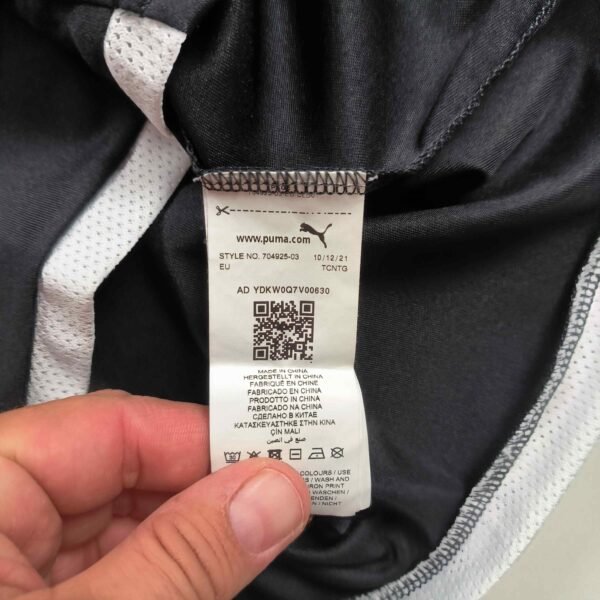 www.puma.com
STYLE NO. 704925-03 10/12/21
EU TCNTG
AD YDKW0Q7V00630
MADE IN CHINA
HERGESTELLT IN CHINA
FABRIQUÉ EN CHINE
FABRICADO EN CHINA
PRODOTTO IN CHINA
FABRICADO NA CHINA
СДЕЛАНО В КИТАЕ
ΚΑΤΑΣΚΕΥΑΣΤΗΚΕ ΣΤΗΝ ΚΙΝΑ
ÇİN MALI
صنع في الصين
30
COLOURS / USE
WASH AND
IRON PRINT
WASCHEN /
/ NICHT